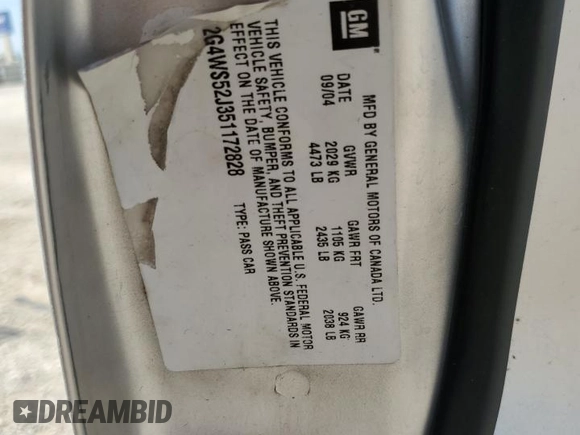 GM
MFD BY GENERAL MOTORS OF CANADA LTD.
DATE GVWR GAWR FRT GAWR RR
09/04 2029 KG 1105 KG 924 KG
4473 LB 2435 LB 2038 LB
THIS VEHICLE CONFORMS TO ALL APPLICABLE U.S. FEDERAL MOTOR
VEHICLE SAFETY, BUMPER, AND THEFT PREVENTION STANDARDS IN
EFFECT ON THE DATE OF MANUFACTURE SHOWN ABOVE.
2G4WS52J351172828 TYPE: PASS CAR
DREAMBID